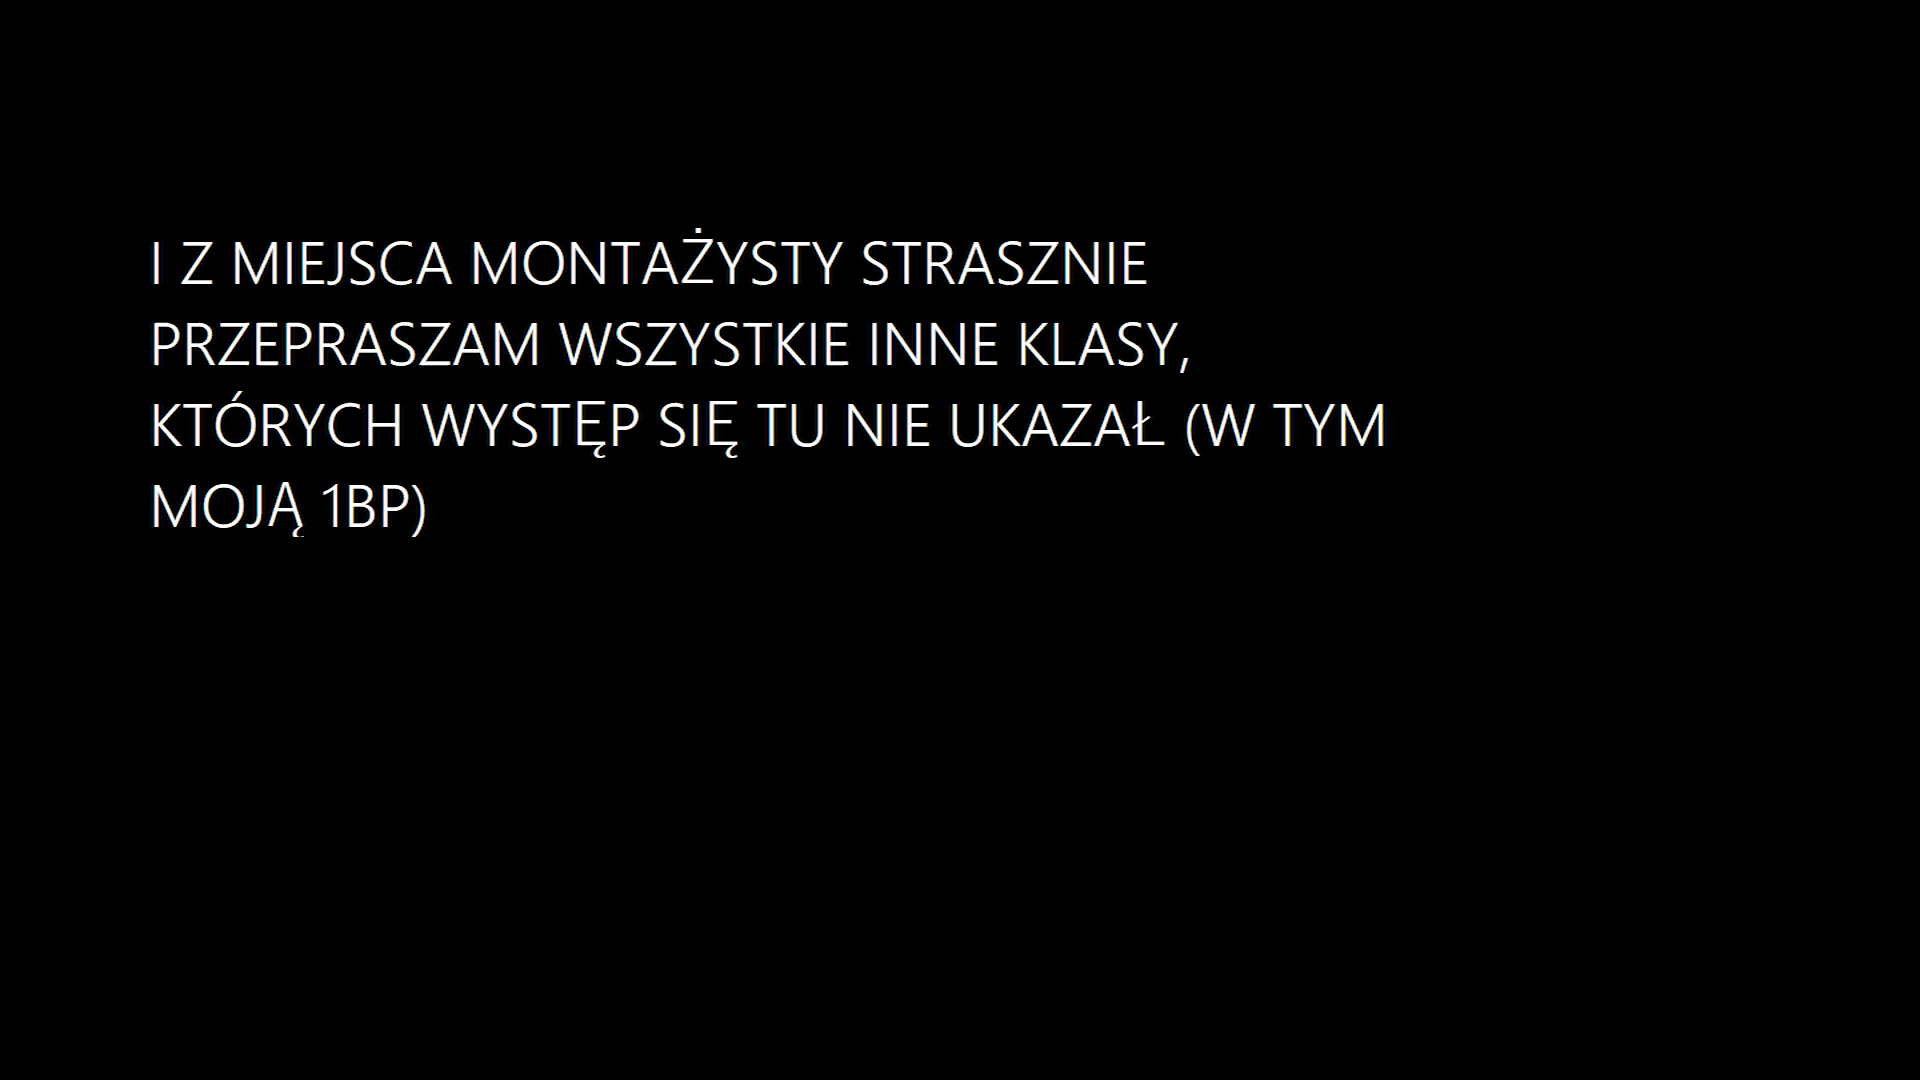 I Z MIEJSCA MONTAŻYSTY STRASZNIE
PRZEPRASZAM WSZYSTKIE INNE KLASY,
KTÓRYCH WYSTĘP SIĘ TU NIE UKAZAŁ (W TYM
MOJĄ 1BP)